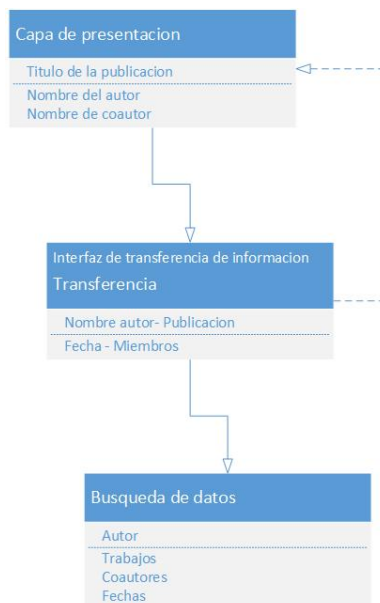 Capa de presentacion
Titulo de la publicacion
Nombre del autor
Nombre de coautor
Interfaz de transferencia de informacion
Transferencia
Nombre autor- Publicacion
Fecha - Miembros
Busqueda de datos
Autor
Trabajos
Coautores
Fechas